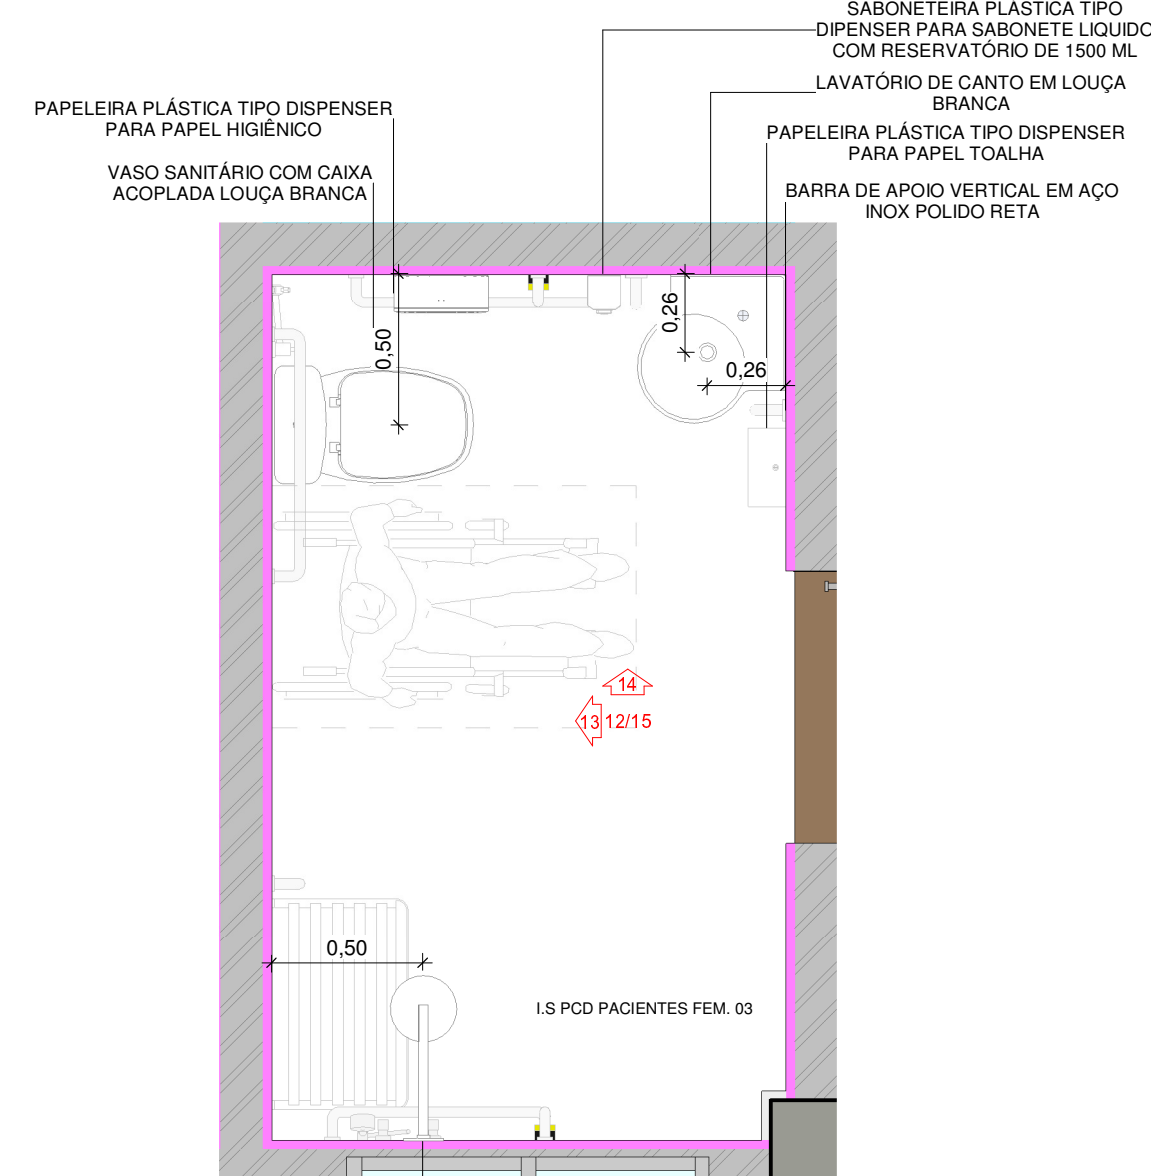 SABONETEIRA PLÁSTICA TIPO
DIPENSER PARA SABONETE LIQUIDO
COM RESERVATÓRIO DE 1500 ML
LAVATÓRIO DE CANTO EM LOUÇA
BRANCA
PAPELEIRA PLÁSTICA TIPO DISPENSER
PARA PAPEL HIGIÊNICO
PAPELEIRA PLÁSTICA TIPO DISPENSER
PARA PAPEL TOALHA
VASO SANITÁRIO COM CAIXA
ACOPLADA LOUÇA BRANCA
BARRA DE APOIO VERTICAL EM AÇO
INOX POLIDO RETA
0,50
0,26
0,26
14
13 12/15
0,50
I.S PCD PACIENTES FEM. 03